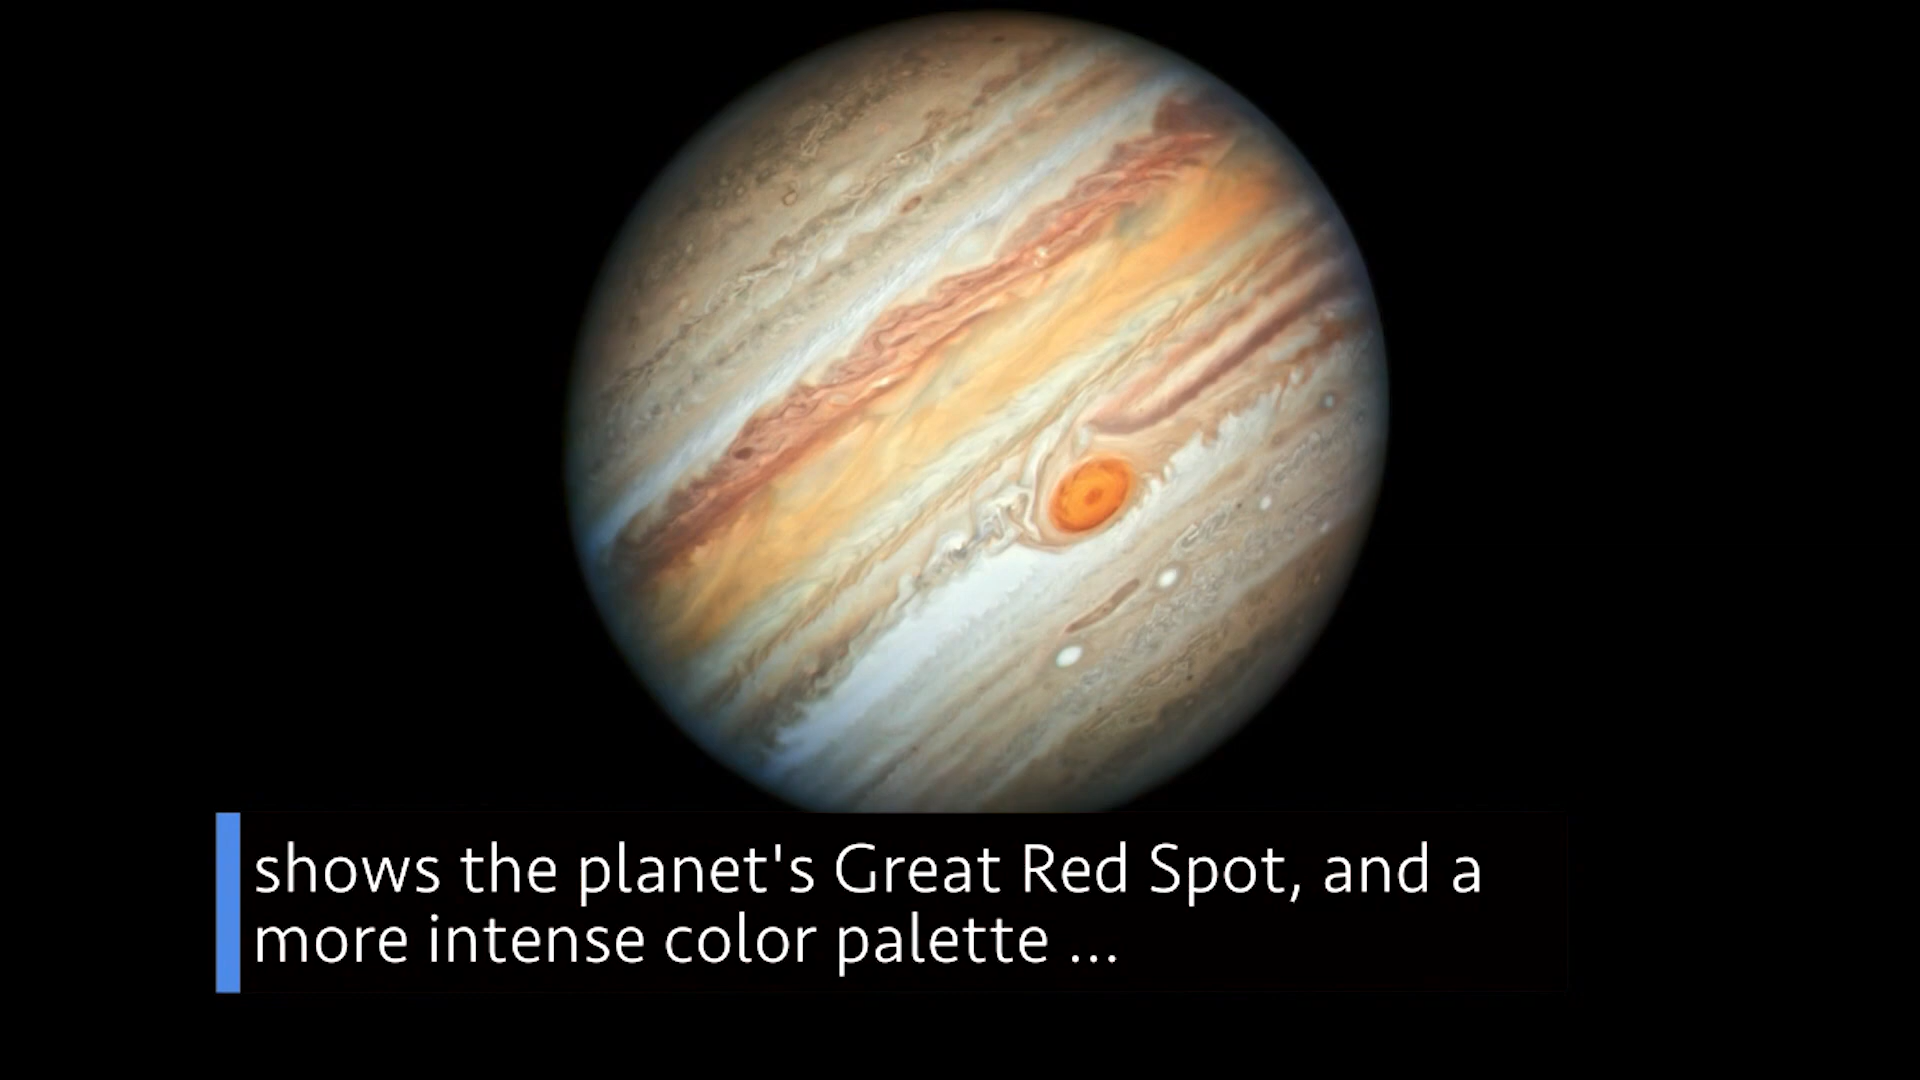 shows the planet's Great Red Spot, and a
more intense color palette ...